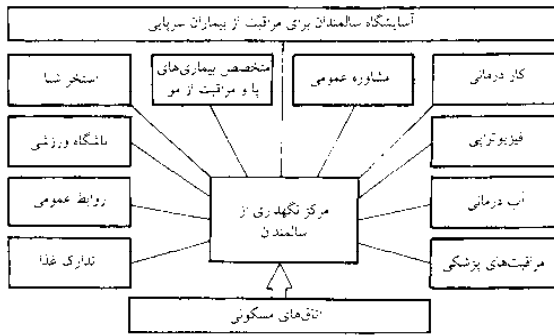 آسایشگاه سالمندان برای مراقبت از بیماران سرپایی
کار درمانی
مشاوره عمومی
متخصص بیماری‌های
پا و مراقبت از مو
استخر شنا
فیزیوتراپی
باشگاه ورزشی
مرکز نگهداری از
سالمندان
آب درمانی
روابط عمومی
مراقبت‌های پزشکی
تدارک غذا
اتاق‌های مسکونی